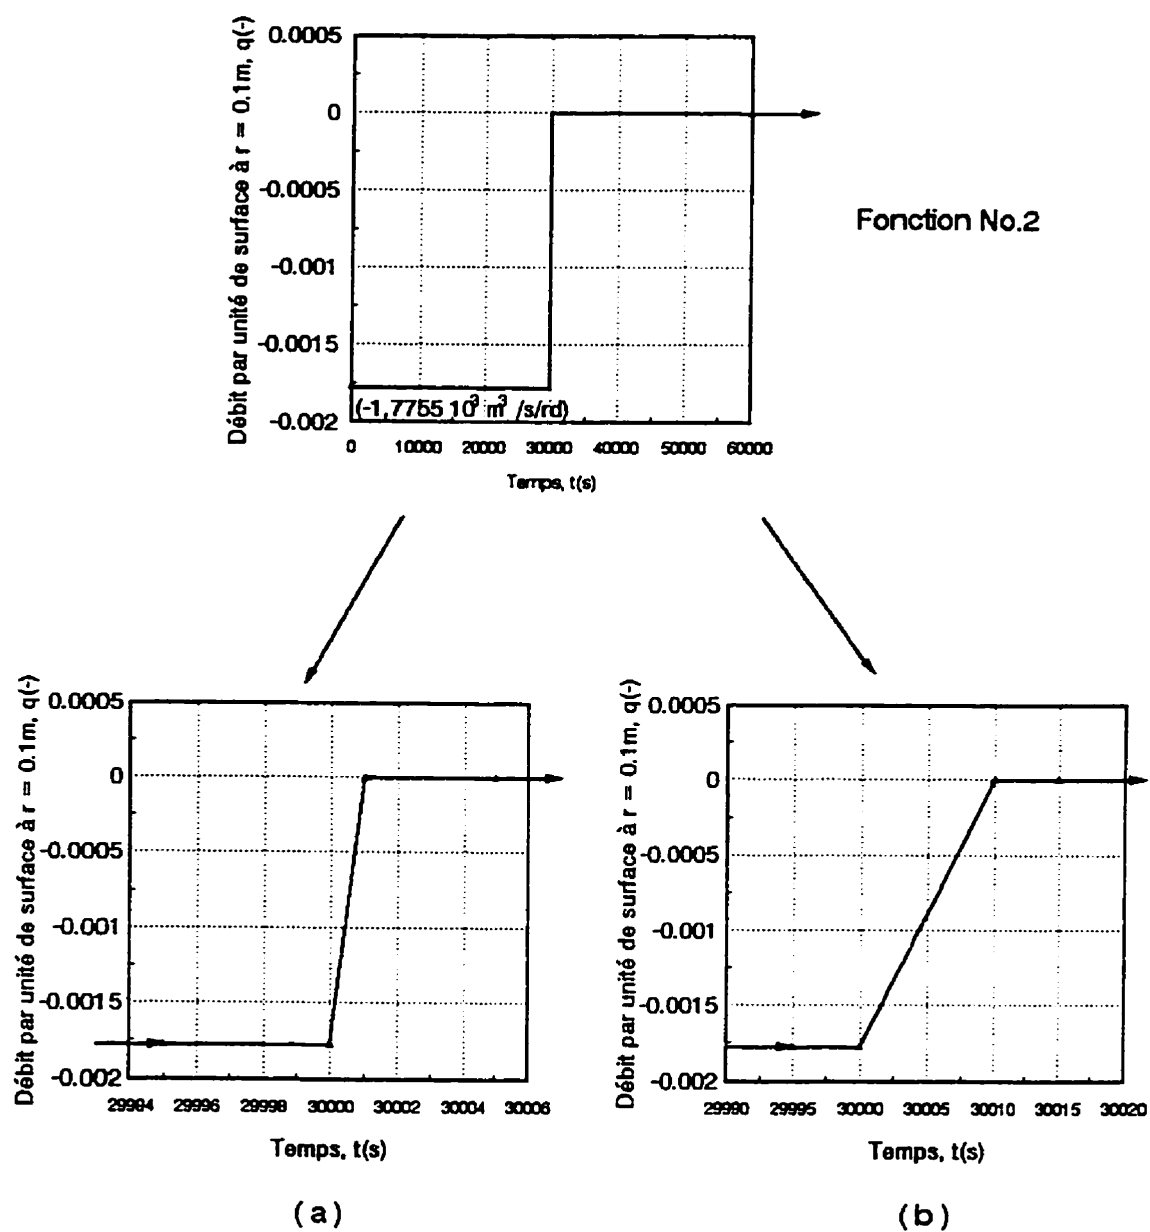 Débit par unité de surface à r = 0.1m, q(-)
0.0005
0
-0.0005
-0.001
-0.0015
-0.002
(-1,7755 10³ m³ /s/rd)
0 10000 20000 30000 40000 50000 60000
Temps, t(s)
Fonction No.2
Débit par unité de surface à r = 0.1m, q(-)
0.0005
0
-0.0005
-0.001
-0.0015
-0.002
29994 29996 29998 30000 30002 30004 30006
Temps, t(s)
(a)
Débit par unité de surface à r = 0.1m, q(-)
0.0005
0
-0.0005
-0.001
-0.0015
-0.002
29990 29995 30000 30005 30010 30015 30020
Temps, t(s)
(b)